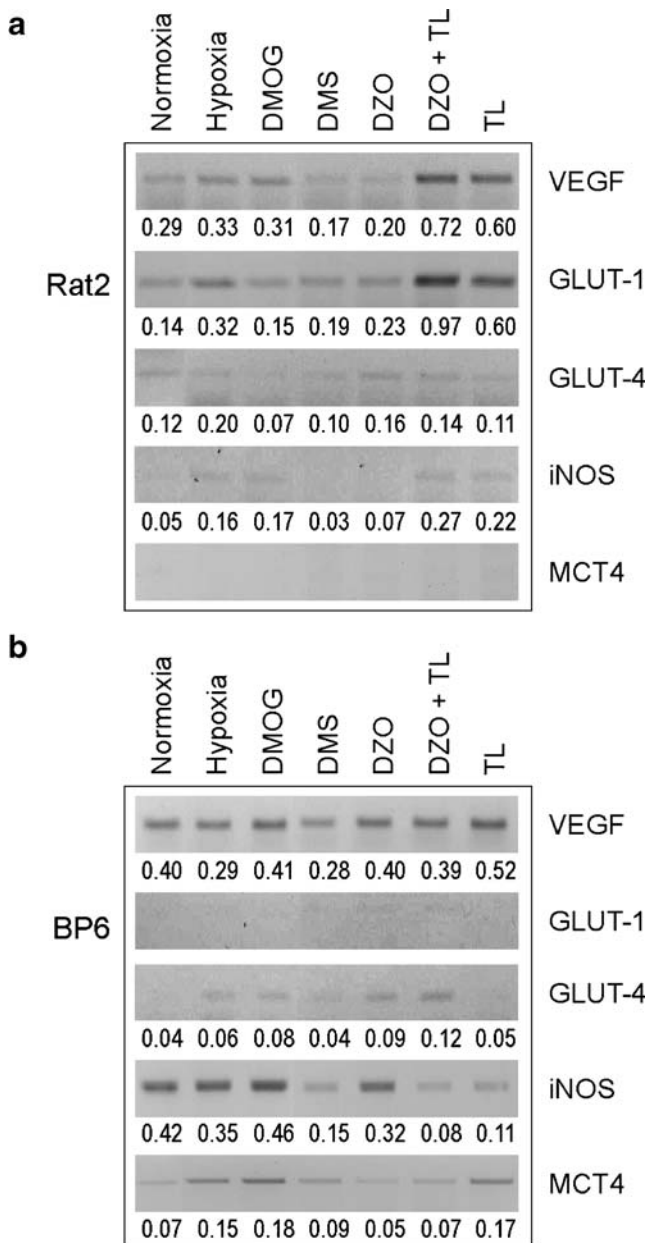 a
Normoxia Hypoxia DMOG DMS DZO DZO + TL TL
VEGF
0.29 0.33 0.31 0.17 0.20 0.72 0.60
Rat2
GLUT-1
0.14 0.32 0.15 0.19 0.23 0.97 0.60
GLUT-4
0.12 0.20 0.07 0.10 0.16 0.14 0.11
iNOS
0.05 0.16 0.17 0.03 0.07 0.27 0.22
MCT4
b
Normoxia Hypoxia DMOG DMS DZO DZO + TL TL
VEGF
0.40 0.29 0.41 0.28 0.40 0.39 0.52
BP6
GLUT-1
GLUT-4
0.04 0.06 0.08 0.04 0.09 0.12 0.05
iNOS
0.42 0.35 0.46 0.15 0.32 0.08 0.11
MCT4
0.07 0.15 0.18 0.09 0.05 0.07 0.17